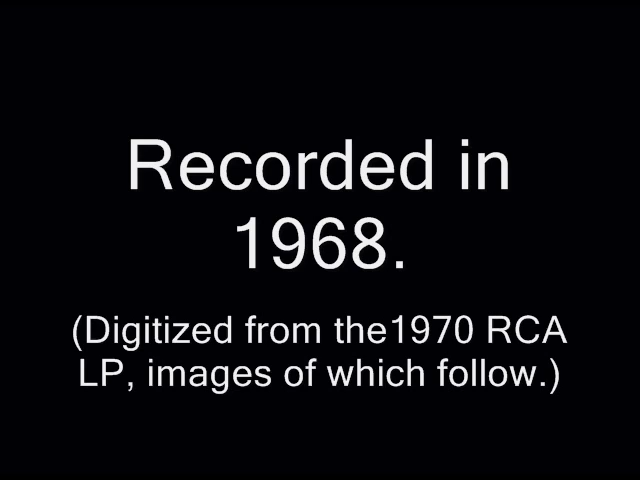 Recorded in
1968.
(Digitized from the1970 RCA
LP, images of which follow.)